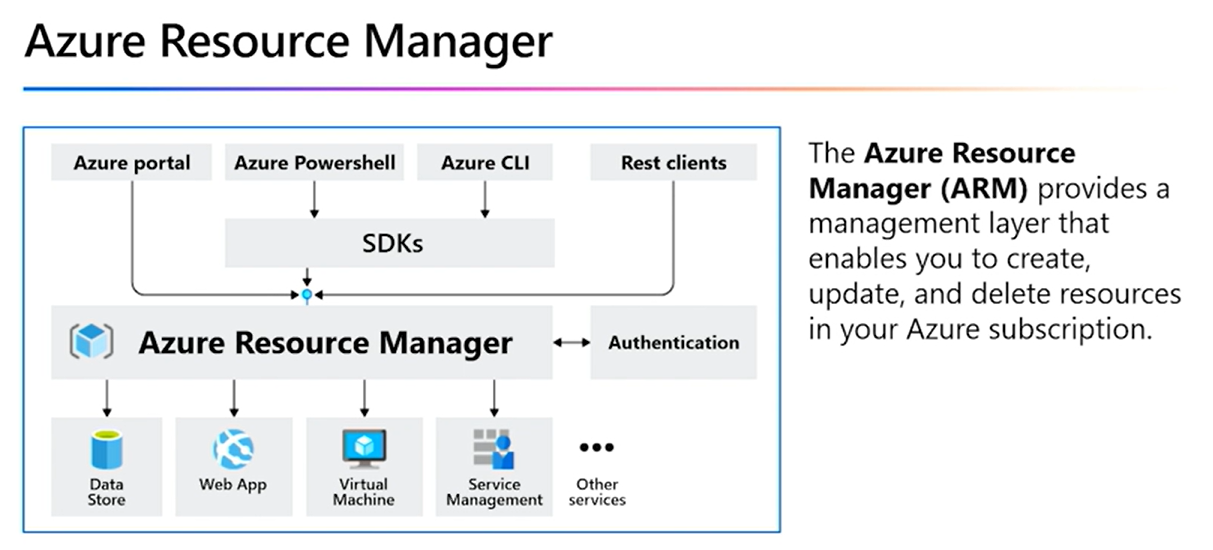 Azure Resource Manager
Azure portal
Azure Powershell
Azure CLI
Rest clients
SDKs
Azure Resource Manager
Authentication
Data
Store
Web App
Virtual
Machine
Service
Management
Other
services
The Azure Resource
Manager (ARM) provides a
management layer that
enables you to create,
update, and delete resources
in your Azure subscription.